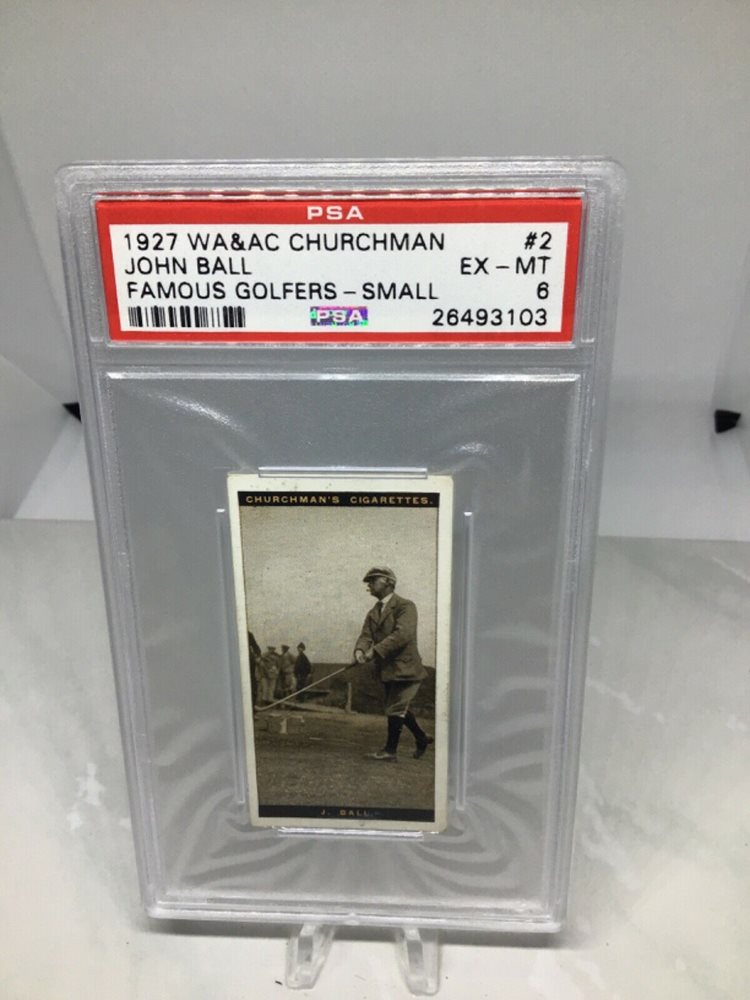 PSA
1927 WA&AC CHURCHMAN #2
JOHN BALL EX - MT
FAMOUS GOLFERS - SMALL 6
PSA 26493103
CHURCHMAN'S CIGARETTES.
J. BALL.